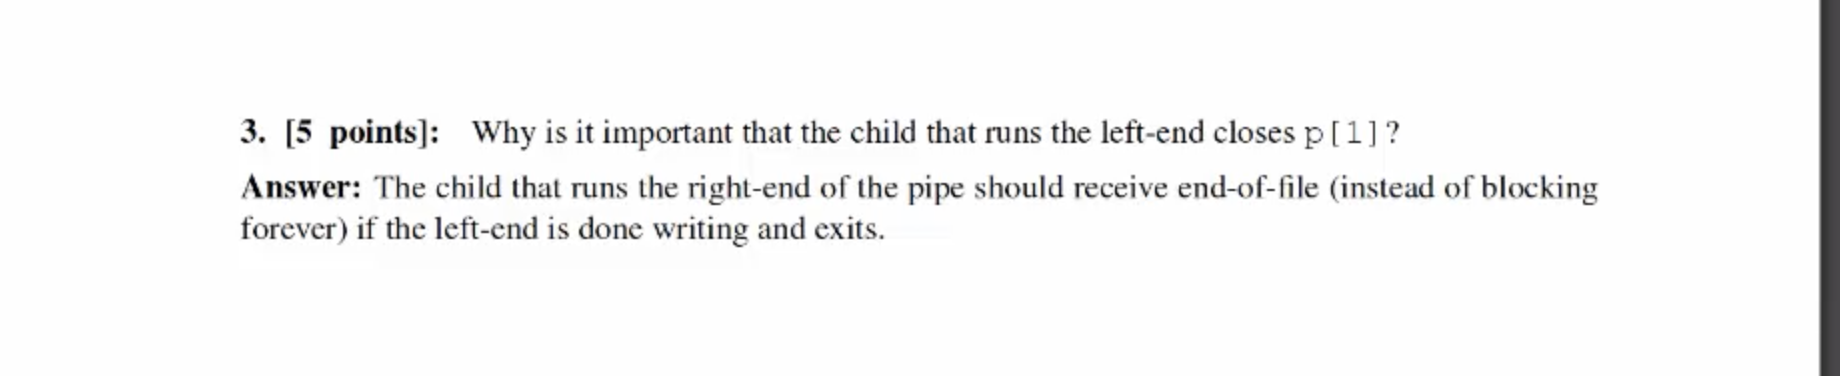 3. [5 points]: Why is it important that the child that runs the left-end closes p[1]?
Answer: The child that runs the right-end of the pipe should receive end-of-file (instead of blocking
forever) if the left-end is done writing and exits.